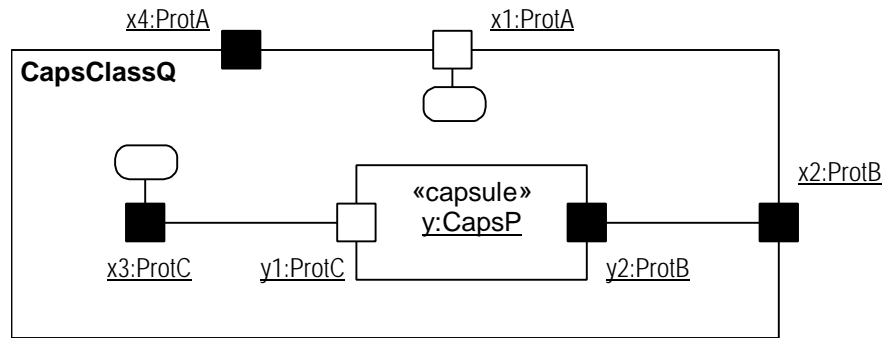 x4:ProtA
x1:ProtA
CapsClassQ
x2:ProtB
«capsule»
y:CapsP
x3:ProtC
y1:ProtC
y2:ProtB